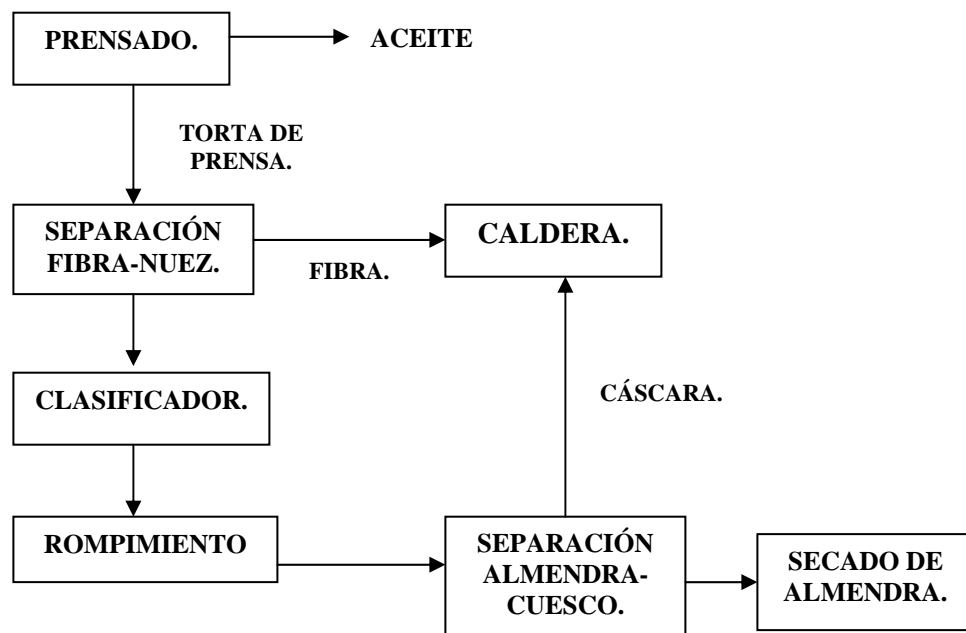 PRENSADO.
ACEITE
TORTA DE
PRENSA.
SEPARACIÓN
FIBRA-NUEZ.
FIBRA.
CALDERA.
CLASIFICADOR.
CÁSCARA.
ROMPIMIENTO
SEPARACIÓN
ALMENDRA-
CUESCO.
SECADO DE
ALMENDRA.